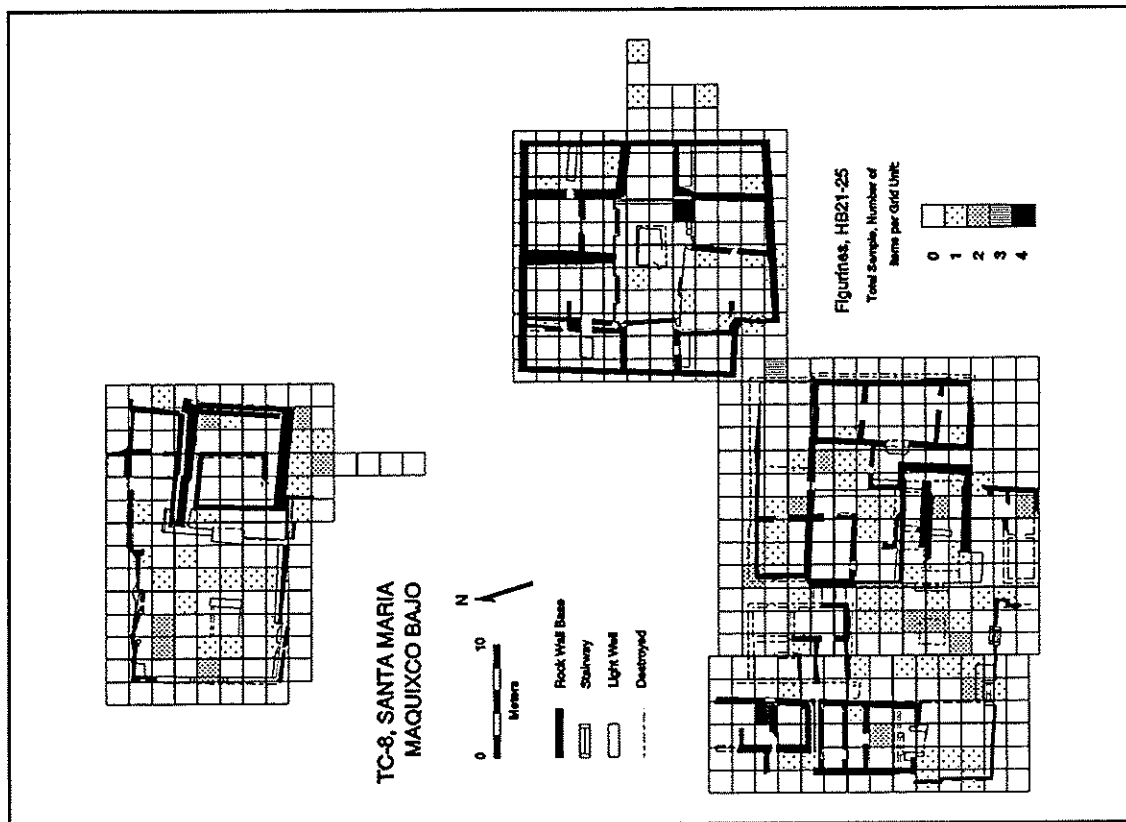 TC-8, SANTA MARIA
MAQUIXCO BAJO
N
0 10
Meters
Rock Wall Base
Stairway
Light Well
Destroyed
Figurines, HB21-25
Total Sample, Number of
Items per Grid Unit:
0
1
2
3
4